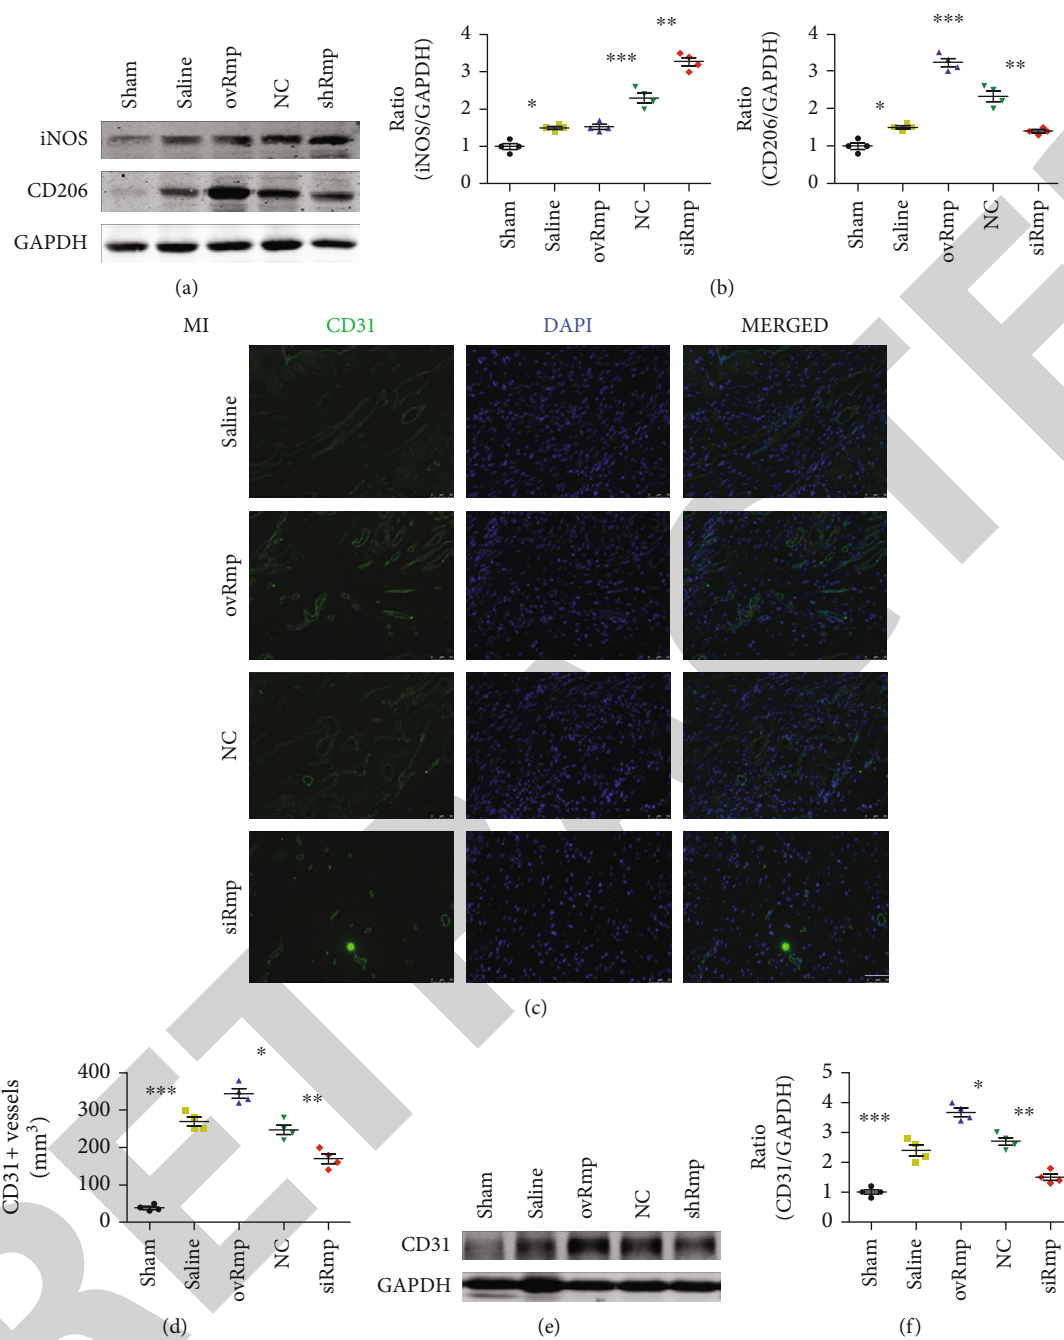 Sham
Saline
ovRmp
NC
shRmp
iNOS
CD206
GAPDH
(a)
Ratio
(iNOS/GAPDH)
4
3
2
1
0
*
***
**
Sham
Saline
ovRmp
NC
siRmp
Ratio
(CD206/GAPDH)
4
3
2
1
0
*
***
**
Sham
Saline
ovRmp
NC
siRmp
(b)
MI CD31 DAPI MERGED
Saline
ovRmp
NC
siRmp
(c)
CD31+ vessels
(mm³)
400
300
200
100
0
***
*
**
Sham
Saline
ovRmp
NC
siRmp
(d)
Sham
Saline
ovRmp
NC
shRmp
CD31
GAPDH
(e)
Ratio
(CD31/GAPDH)
5
4
3
2
1
0
***
*
**
Sham
Saline
ovRmp
NC
siRmp
(f)
RETRACTE